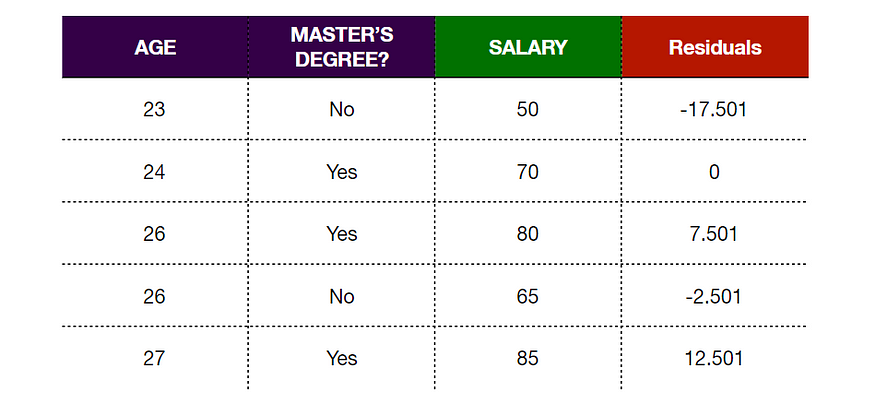 AGE MASTER'S DEGREE? SALARY Residuals
23 No 50 -17.501
24 Yes 70 0
26 Yes 80 7.501
26 No 65 -2.501
27 Yes 85 12.501